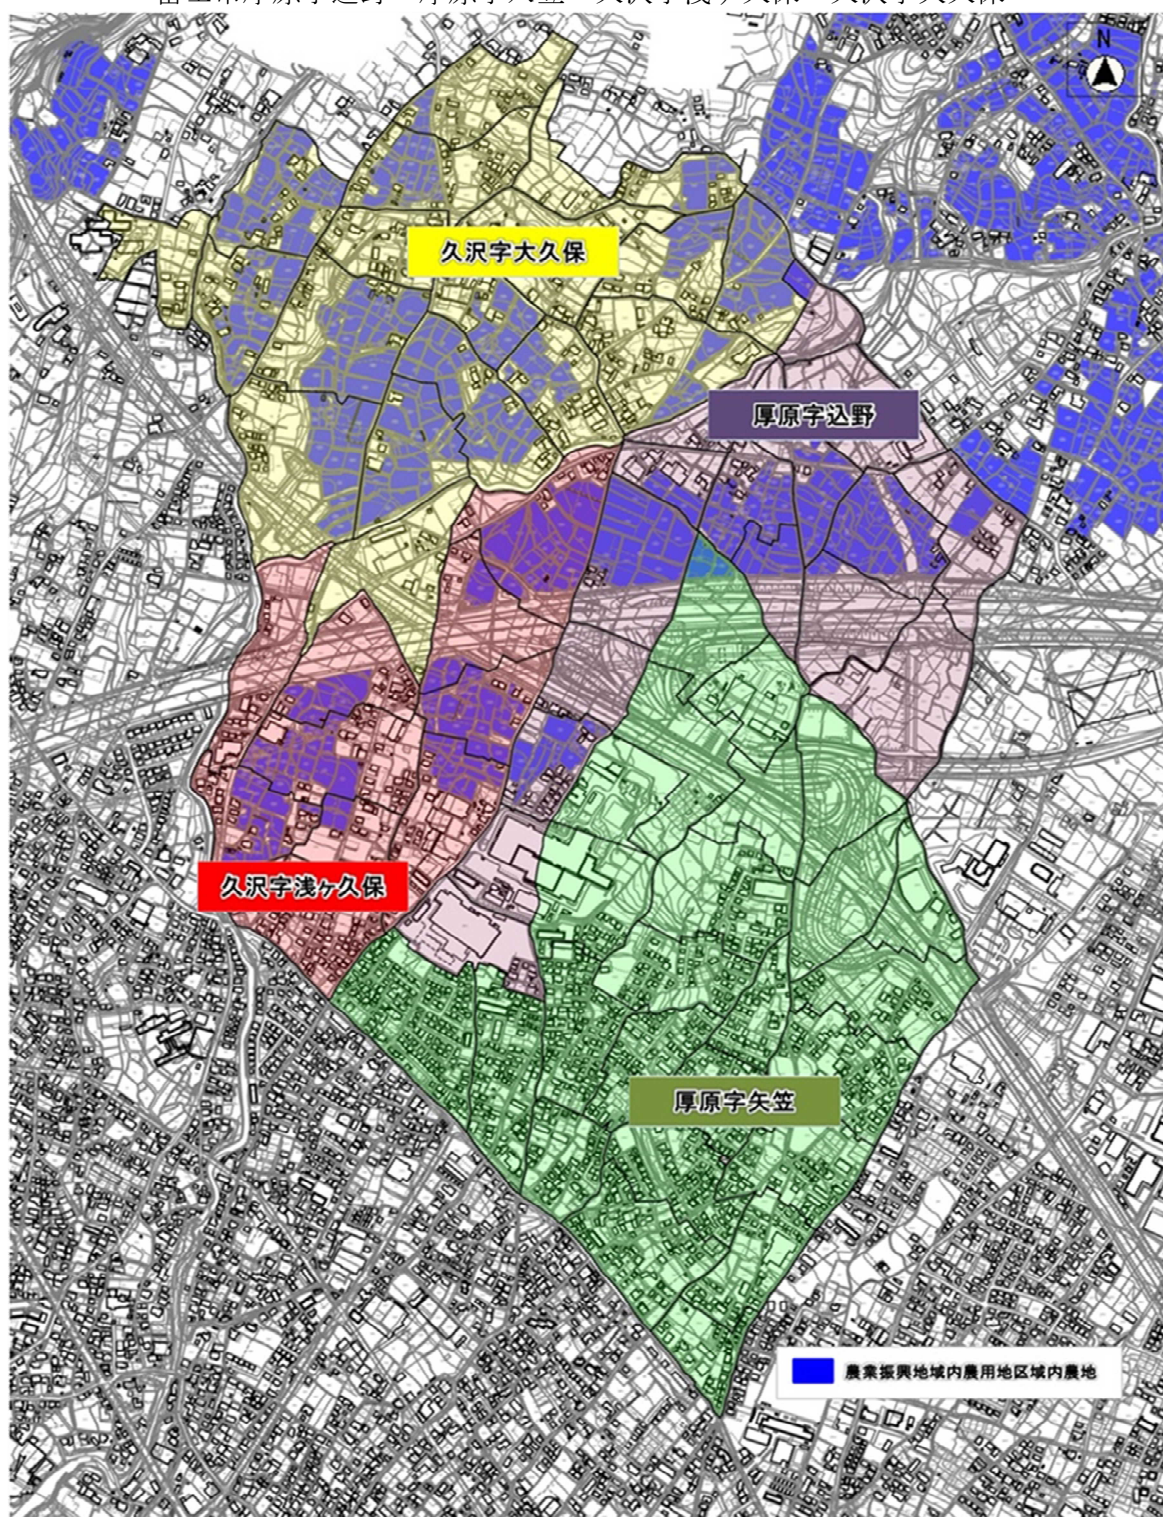 N
久沢字大久保
厚原字込野
久沢字浅ヶ久保
厚原字矢笠
農業振興地域内農用地区域内農地